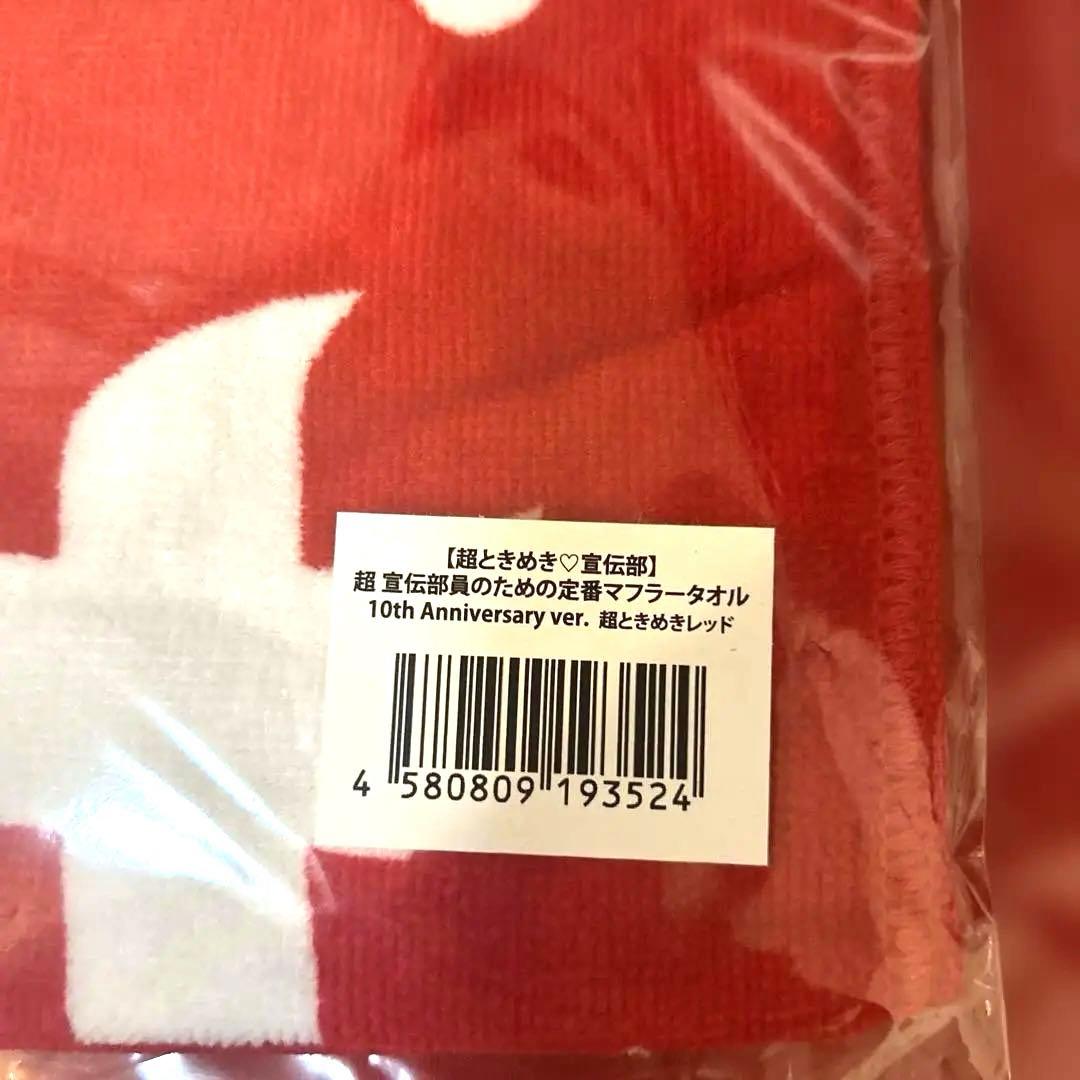 【超ときめき♡宣伝部】
超 宣伝部員のための定番マフラータオル
10th Anniversary ver. 超ときめきレッド
4 580809 193524